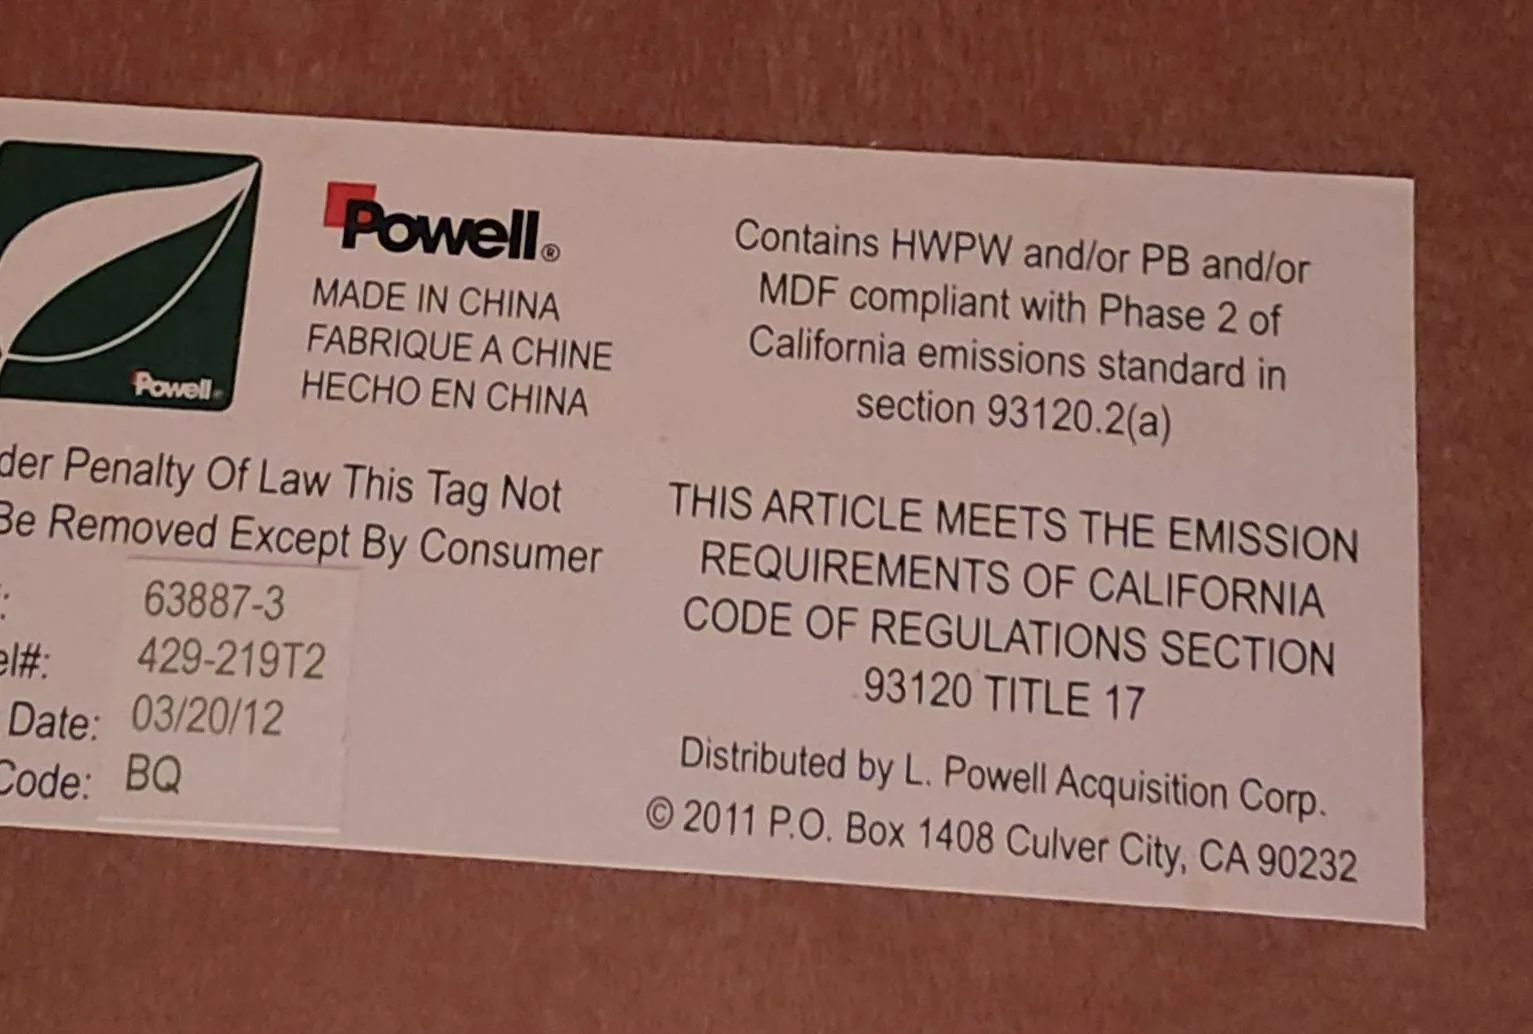 Powell
Powell®
MADE IN CHINA
FABRIQUE A CHINE
HECHO EN CHINA
der Penalty Of Law This Tag Not
Be Removed Except By Consumer
: 63887-3
el#: 429-219T2
Date: 03/20/12
Code: BQ
Contains HWPW and/or PB and/or
MDF compliant with Phase 2 of
California emissions standard in
section 93120.2(a)
THIS ARTICLE MEETS THE EMISSION
REQUIREMENTS OF CALIFORNIA
CODE OF REGULATIONS SECTION
93120 TITLE 17
Distributed by L. Powell Acquisition Corp.
© 2011 P.O. Box 1408 Culver City, CA 90232